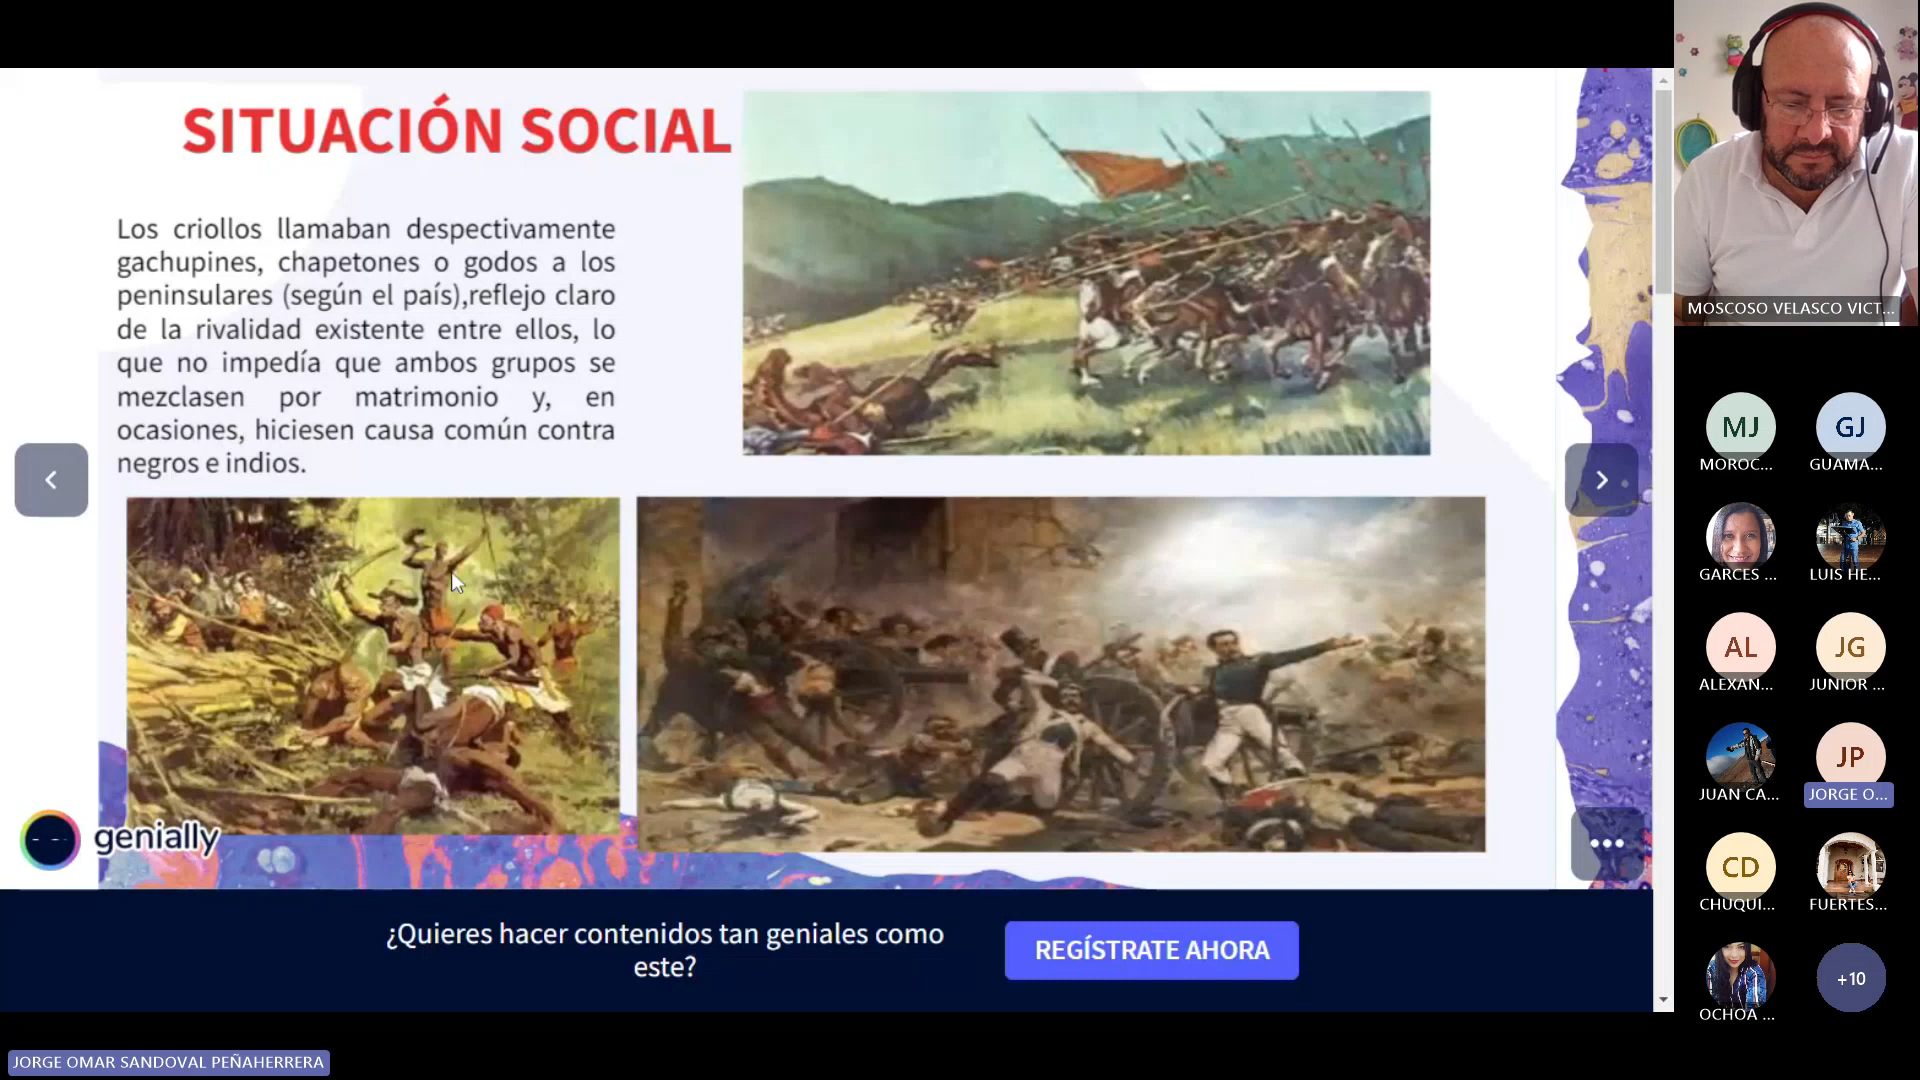 SITUACIÓN SOCIAL
Los criollos llamaban despectivamente
gachupines, chapetones o godos a los
peninsulares (según el país),reflejo claro
de la rivalidad existente entre ellos, lo
que no impedía que ambos grupos se
mezclasen por matrimonio y, en
ocasiones, hiciesen causa común contra
negros e indios.
genially
¿Quieres hacer contenidos tan geniales como
este?
REGÍSTRATE AHORA
JORGE OMAR SANDOVAL PEÑAHERRERA
MOSCOSO VELASCO VICT...
MJ
MOROC...
GJ
GUAMA...
GARCES ...
LUIS HE...
AL
ALEXAN...
JG
JUNIOR ...
JUAN CA...
JP
JORGE O...
CD
CHUQUI...
FUERTES...
OCHOA ...
+10